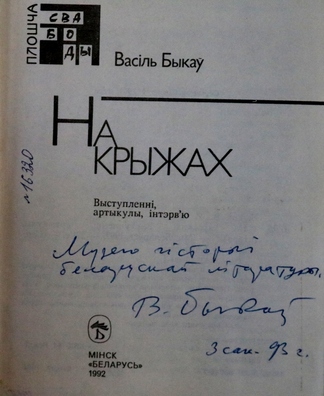 ПЛОШЧА
СВА
БО
ДЫ
Васіль Быкаў
На
КРЫЖАХ
Выступленні,
артыкулы, інтэрв'ю
н 16320
Музею гісторыі
беларускай літаратуры.
В. Быкаў
3 сак. 93 г.
Б
МІНСК
«БЕЛАРУСЬ»
1992